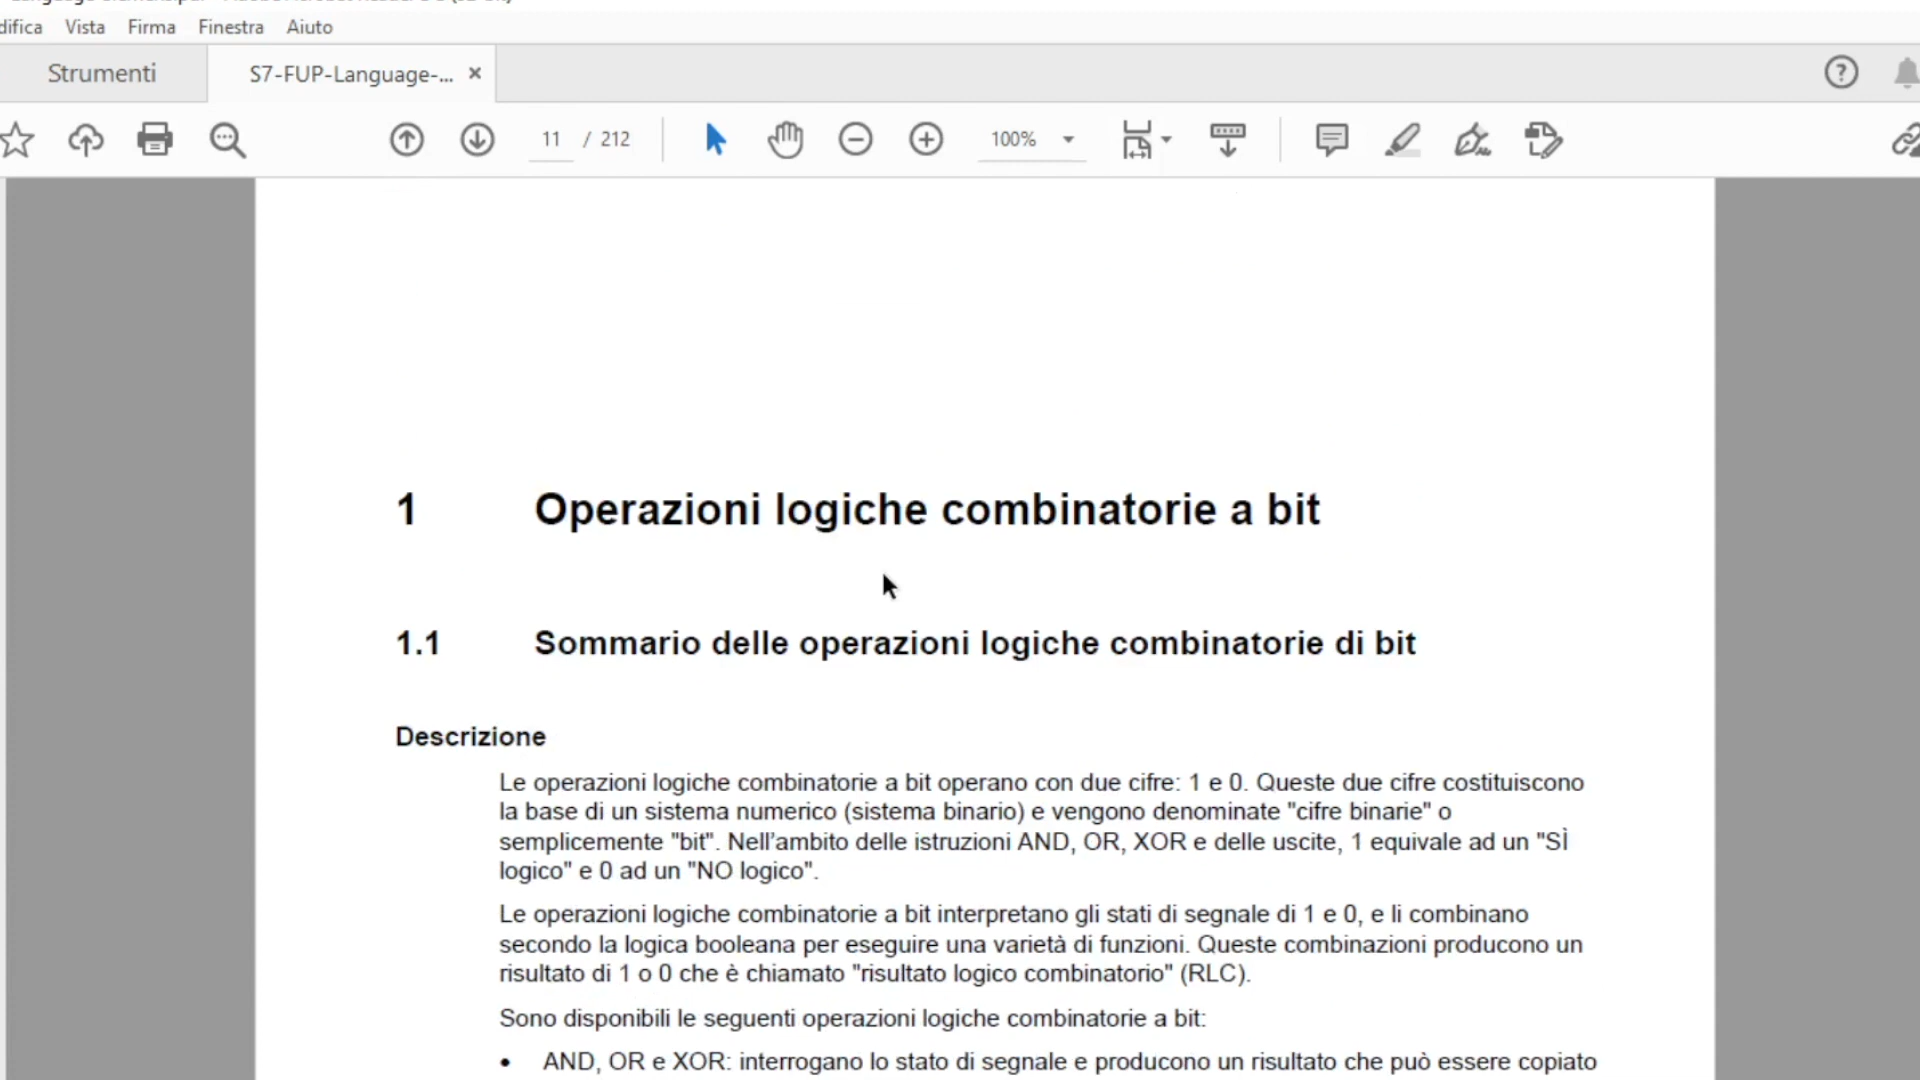 Vista Firma Finestra Aiuto
Strumenti S7-FUP-Language-... ×
11 / 212 100%
1 Operazioni logiche combinatorie a bit
1.1 Sommario delle operazioni logiche combinatorie di bit
Descrizione
Le operazioni logiche combinatorie a bit operano con due cifre: 1 e 0. Queste due cifre costituiscono
la base di un sistema numerico (sistema binario) e vengono denominate "cifre binarie" o
semplicemente "bit". Nell'ambito delle istruzioni AND, OR, XOR e delle uscite, 1 equivale ad un "SÌ
logico" e 0 ad un "NO logico".
Le operazioni logiche combinatorie a bit interpretano gli stati di segnale di 1 e 0, e li combinano
secondo la logica booleana per eseguire una varietà di funzioni. Queste combinazioni producono un
risultato di 1 o 0 che è chiamato "risultato logico combinatorio" (RLC).
Sono disponibili le seguenti operazioni logiche combinatorie a bit:
• AND, OR e XOR: interrogano lo stato di segnale e producono un risultato che può essere copiato